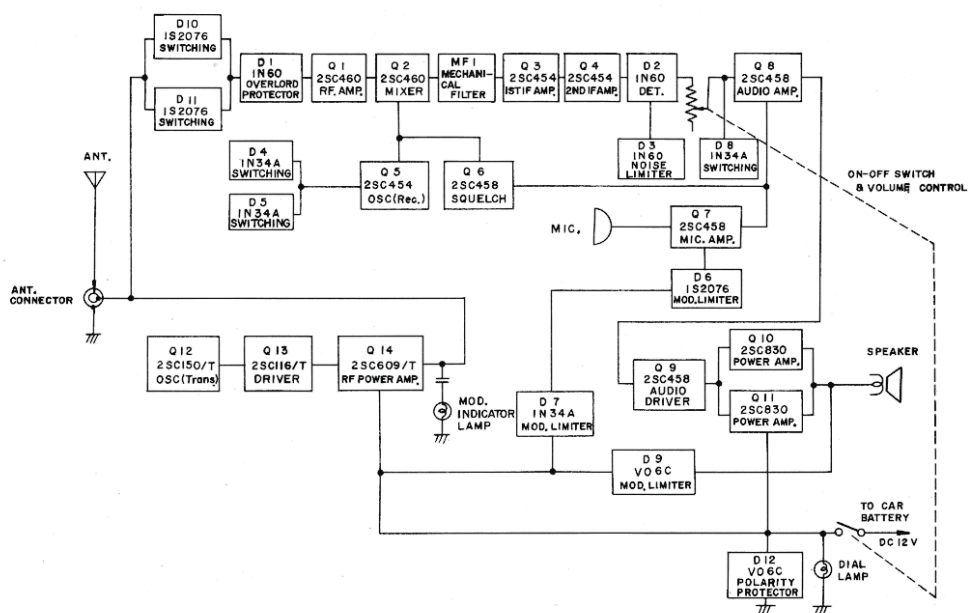 D10
1S2076
SWITCHING
D11
1S2076
SWITCHING
D1
1N60
OVERLORD
PROTECTOR
Q1
2SC460
RF. AMP.
Q2
2SC460
MIXER
MF1
MECHANI-
CAL
FILTER
Q3
2SC454
1ST IF AMP.
Q4
2SC454
2ND IFAMP.
D2
1N60
DET.
Q8
2SC458
AUDIO AMP.
D3
1N60
NOISE
LIMITER
D8
1N34A
SWITCHING
D4
1N34A
SWITCHING
D5
1N34A
SWITCHING
Q5
2SC454
OSC(Rec.)
Q6
2SC458
SQUELCH
ON-OFF SWITCH
& VOLUME CONTROL
ANT.
MIC.
Q7
2SC458
MIC. AMP.
D6
1S2076
MOD. LIMITER
ANT.
CONNECTOR
Q12
2SC150/T
OSC(Trans)
Q13
2SC116/T
DRIVER
Q14
2SC609/T
RF POWER AMP.
MOD.
INDICATOR
LAMP
D7
1N34A
MOD. LIMITER
Q9
2SC458
AUDIO
DRIVER
Q10
2SC830
POWER AMP.
Q11
2SC830
POWER AMP.
SPEAKER
D9
V06C
MOD. LIMITER
TO CAR
BATTERY
DC 12V
D12
V06C
POLARITY
PROTECTOR
DIAL
LAMP